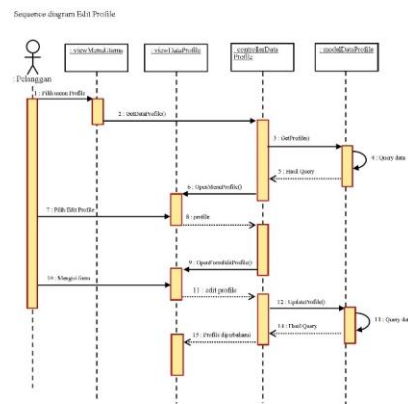 Sequence diagram Edit Profile
: viewMenuUtama
: viewDataProfile
: controllerData
Profile
: modelDataProfile
: Pelanggan
1 : Pilih menu Profile
2 : GetDataProfile()
3 : GetProfile()
4 : Query data
5 : Hasil Query
6 : OpenMenuProfile()
7 : Pilih Edit Profile
8 : profile
9 : OpenFormEditProfile()
10 : Mengisi form
11 : edit profile
12 : UpdateProfile()
13 : Query da
14 : Hasil Query
15 : Profile diperbaharui